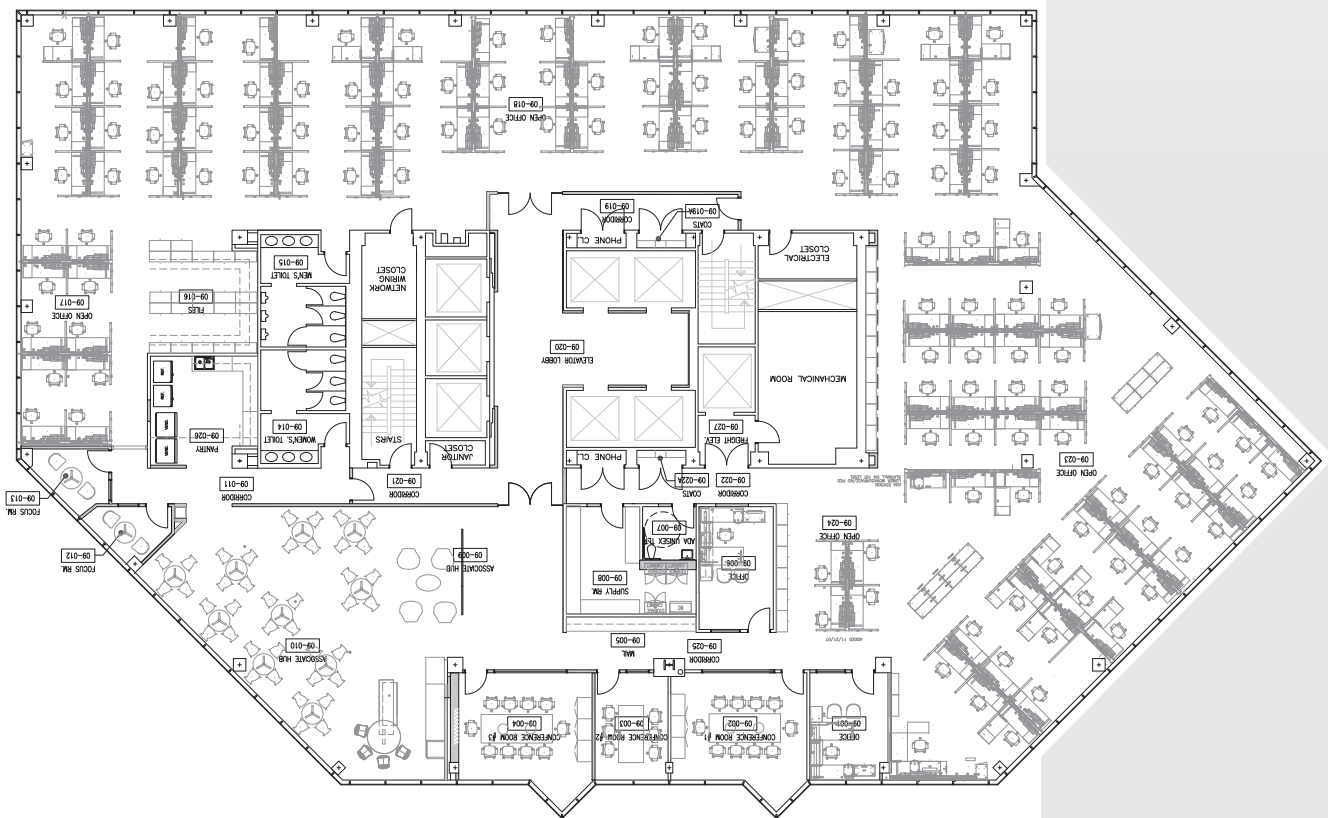 09-018
OPEN OFFICE
09-019
CORRIDOR
09-019A
COATS
PHONE CL.
09-015
MEN'S TOILET
NETWORK
WIRING
CLOSET
ELECTRICAL
CLOSET
09-017
OPEN OFFICE
09-016
FILES
09-020
ELEVATOR LOBBY
MECHANICAL ROOM
09-026
PANTRY
09-014
WOMEN'S TOILET
STAIRS
JANITOR
CLOSET
09-027
FREIGHT ELEV.
PHONE CL.
09-022A
COATS
09-022
CORRIDOR
09-023
OPEN OFFICE
09-013
FOCUS RM.
09-011
CORRIDOR
09-021
CORRIDOR
09-012
FOCUS RM.
09-009
ASSOCIATE HUB
09-007
ADA UNISEX TLT
09-024
OPEN OFFICE
09-008
SUPPLY RM.
09-006
OFFICE
ADDED 11/21/07
09-010
ASSOCIATE HUB
09-005
MAIL
09-025
CORRIDOR
09-004
CONFERENCE ROOM #3
09-003
CONFERENCE ROOM #2
09-002
CONFERENCE ROOM #1
09-001
OFFICE